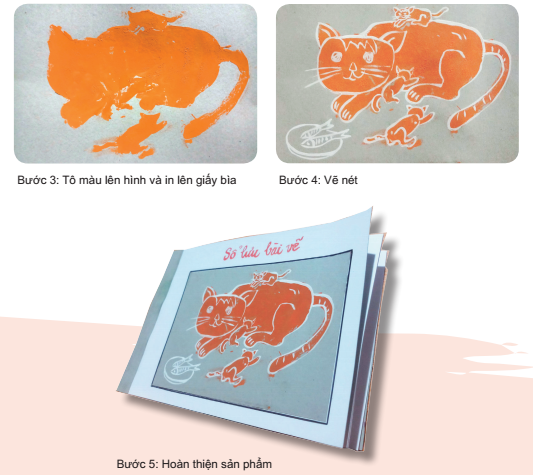 Bước 3: Tô màu lên hình và in lên giấy bìa
Bước 4: Vẽ nét
Sổ lưu bài vẽ
Bước 5: Hoàn thiện sản phẩm